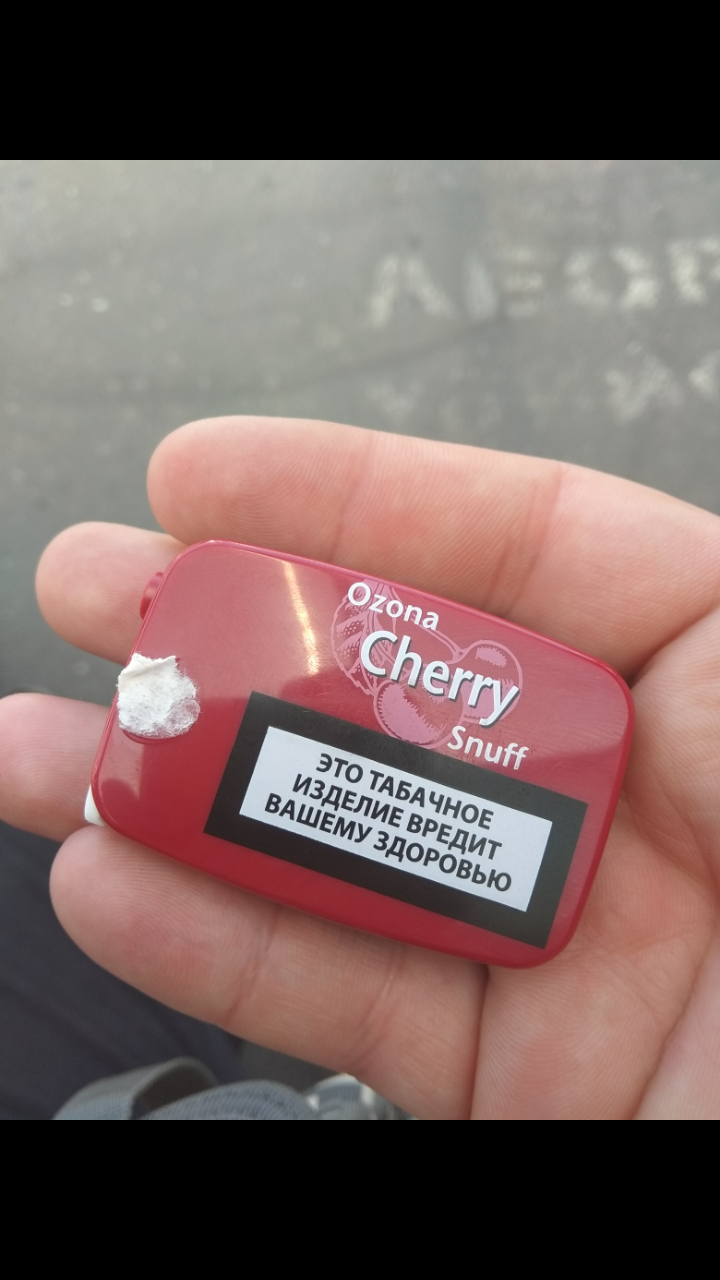 Ozona
Cherry
Snuff
ЭТО ТАБАЧНОЕ
ИЗДЕЛИЕ ВРЕДИТ
ВАШЕМУ ЗДОРОВЬЮ